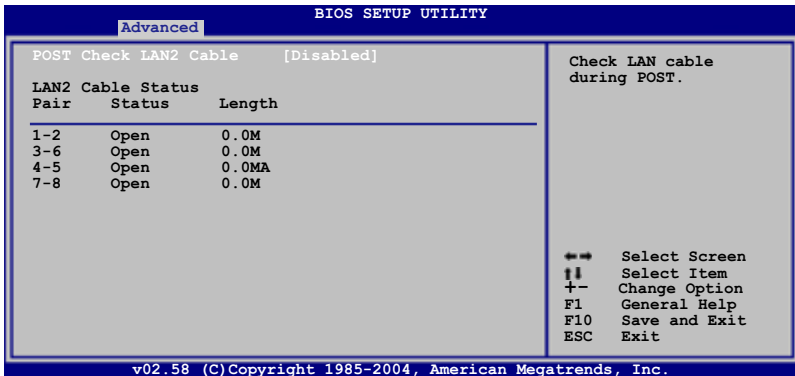 BIOS SETUP UTILITY
Advanced
POST Check LAN2 Cable [Disabled]
LAN2 Cable Status
Pair Status Length
1-2 Open 0.0M
3-6 Open 0.0M
4-5 Open 0.0MA
7-8 Open 0.0M
Check LAN cable
during POST.
←→ Select Screen
↑↓ Select Item
+- Change Option
F1 General Help
F10 Save and Exit
ESC Exit
v02.58 (C)Copyright 1985-2004, American Megatrends, Inc.